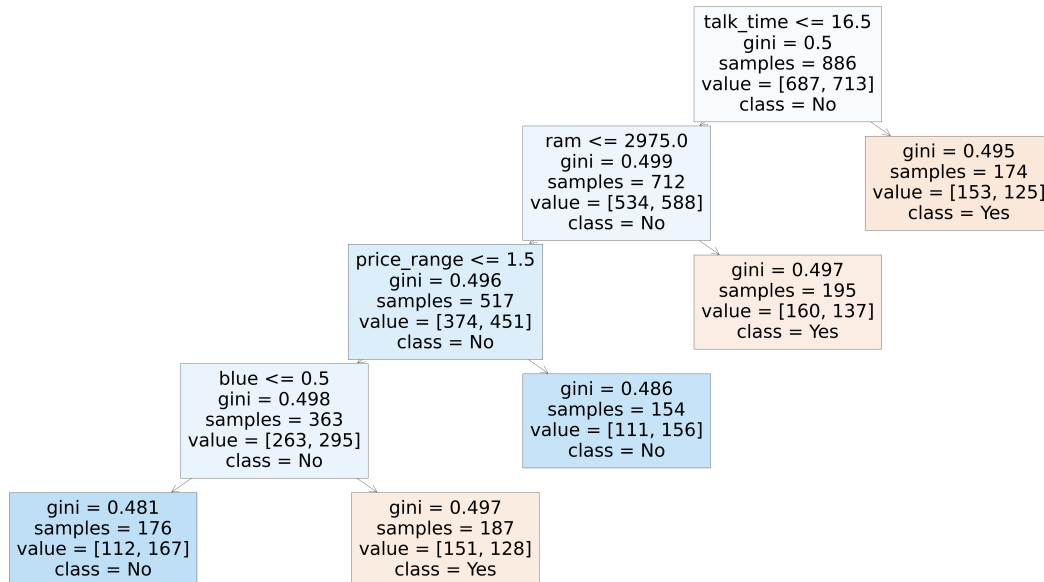 talk_time <= 16.5
gini = 0.5
samples = 886
value = [687, 713]
class = No
ram <= 2975.0
gini = 0.499
samples = 712
value = [534, 588]
class = No
gini = 0.495
samples = 174
value = [153, 125]
class = Yes
price_range <= 1.5
gini = 0.496
samples = 517
value = [374, 451]
class = No
gini = 0.497
samples = 195
value = [160, 137]
class = Yes
blue <= 0.5
gini = 0.498
samples = 363
value = [263, 295]
class = No
gini = 0.486
samples = 154
value = [111, 156]
class = No
gini = 0.481
samples = 176
value = [112, 167]
class = No
gini = 0.497
samples = 187
value = [151, 128]
class = Yes